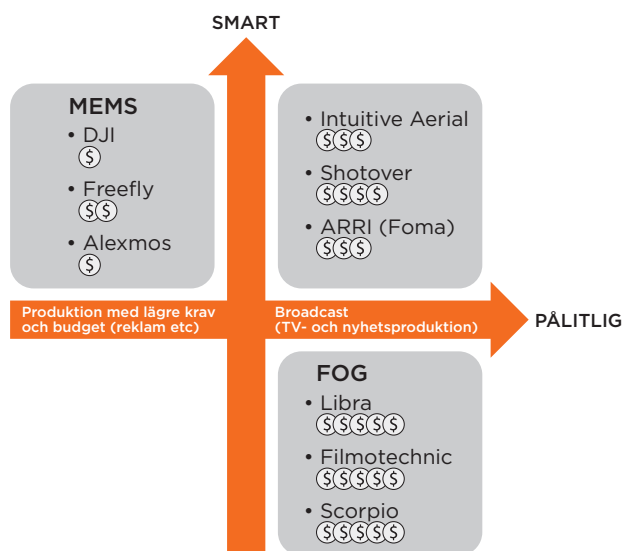 SMART
MEMS
• DJI
$
• Freefly
$$
• Alexmos
$
• Intuitive Aerial
$$$
• Shotover
$$$$
• ARRI (Foma)
$$$
Produktion med lägre krav
och budget (reklam etc)
Broadcast
(TV- och nyhetsproduktion)
PÅLITLIG
FOG
• Libra
$$$$$
• Filmotechnic
$$$$$
• Scorpio
$$$$$